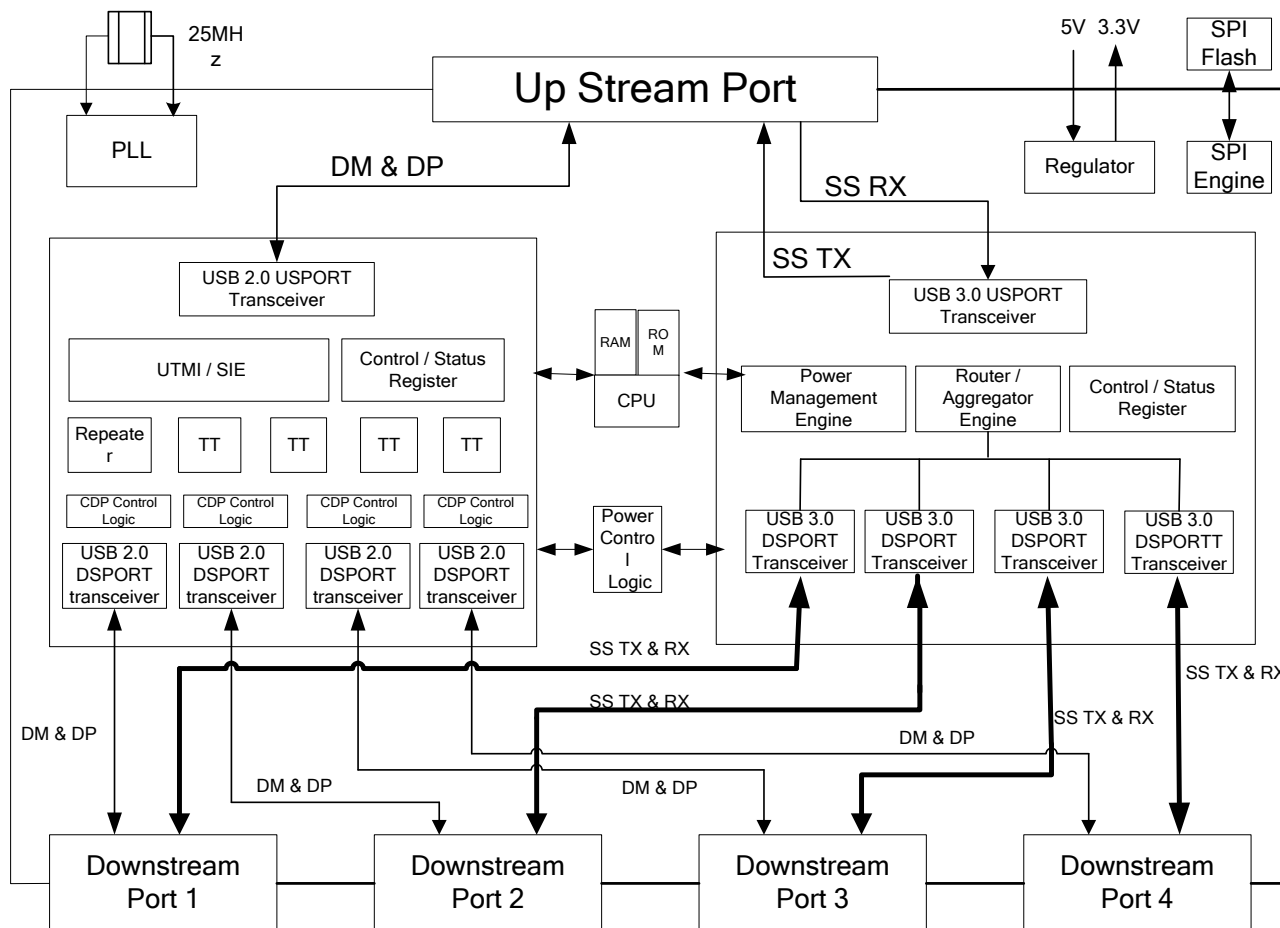 25MH
z
5V 3.3V
SPI
Flash
Up Stream Port
PLL
Regulator
SPI
Engine
DM & DP
SS RX
SS TX
USB 2.0 USPORT
Transceiver
USB 3.0 USPORT
Transceiver
UTMI / SIE
Control / Status
Register
RAM
RO
M
CPU
Power
Management
Engine
Router /
Aggregator
Engine
Control / Status
Register
Repeate
r
TT
TT
TT
TT
CDP Control
Logic
CDP Control
Logic
CDP Control
Logic
CDP Control
Logic
USB 2.0
DSPORT
transceiver
USB 2.0
DSPORT
transceiver
USB 2.0
DSPORT
transceiver
USB 2.0
DSPORT
transceiver
Power
Contro
l
Logic
USB 3.0
DSPORT
Transceiver
USB 3.0
DSPORT
Transceiver
USB 3.0
DSPORT
Transceiver
USB 3.0
DSPORTT
Transceiver
SS TX & RX
SS TX & RX
SS TX & RX
SS TX & RX
DM & DP
DM & DP
DM & DP
DM & DP
Downstream
Port 1
Downstream
Port 2
Downstream
Port 3
Downstream
Port 4